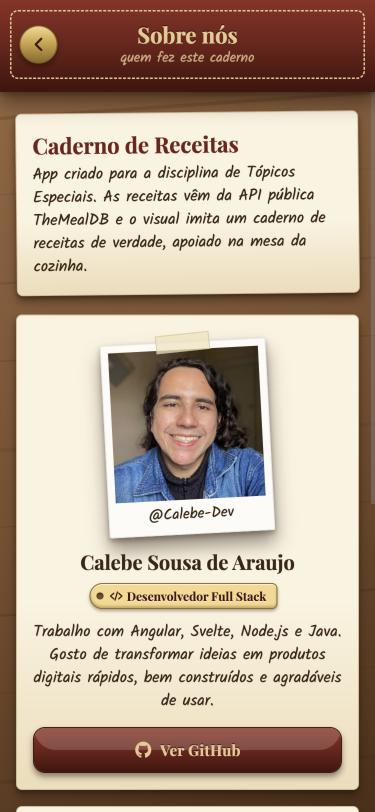 Sobre nós
quem fez este caderno
Caderno de Receitas
App criado para a disciplina de Tópicos
Especiais. As receitas vêm da API pública
TheMealDB e o visual imita um caderno de
receitas de verdade, apoiado na mesa da
cozinha.
@Calebe-Dev
Calebe Sousa de Araujo
</> Desenvolvedor Full Stack
Trabalho com Angular, Svelte, Node.js e Java.
Gosto de transformar ideias em produtos
digitais rápidos, bem construídos e agradáveis
de usar.
Ver GitHub